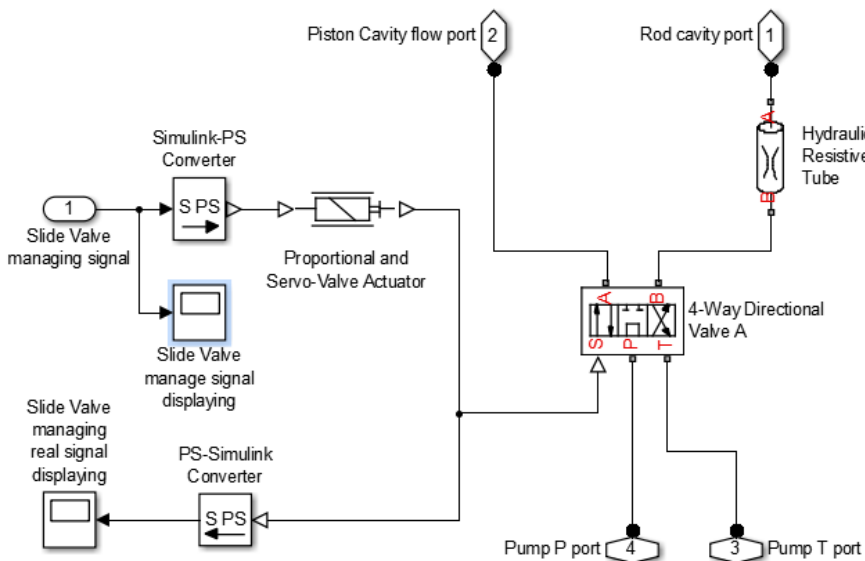 Piston Cavity flow port
2
Rod cavity port
1
A
B
Hydraulic
Resistive
Tube
Simulink-PS
Converter
S PS
1
Slide Valve
managing signal
Proportional and
Servo-Valve Actuator
Slide Valve
manage signal
displaying
A
B
S
P
T
4-Way Directional
Valve A
Slide Valve
managing
real signal
displaying
PS-Simulink
Converter
S PS
Pump P port
4
3
Pump T port